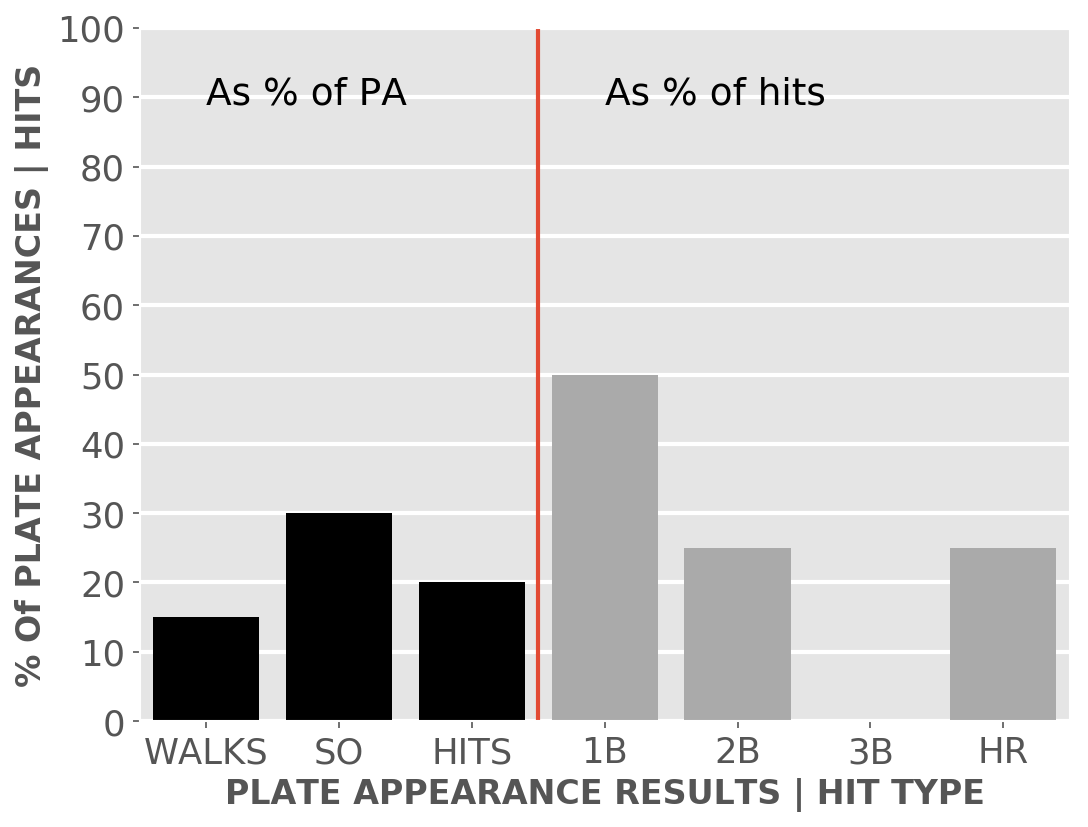 % Of PLATE APPEARANCES | HITS
100
90
80
70
60
50
40
30
20
10
0
As % of PA
As % of hits
WALKS SO HITS 1B 2B 3B HR
PLATE APPEARANCE RESULTS | HIT TYPE